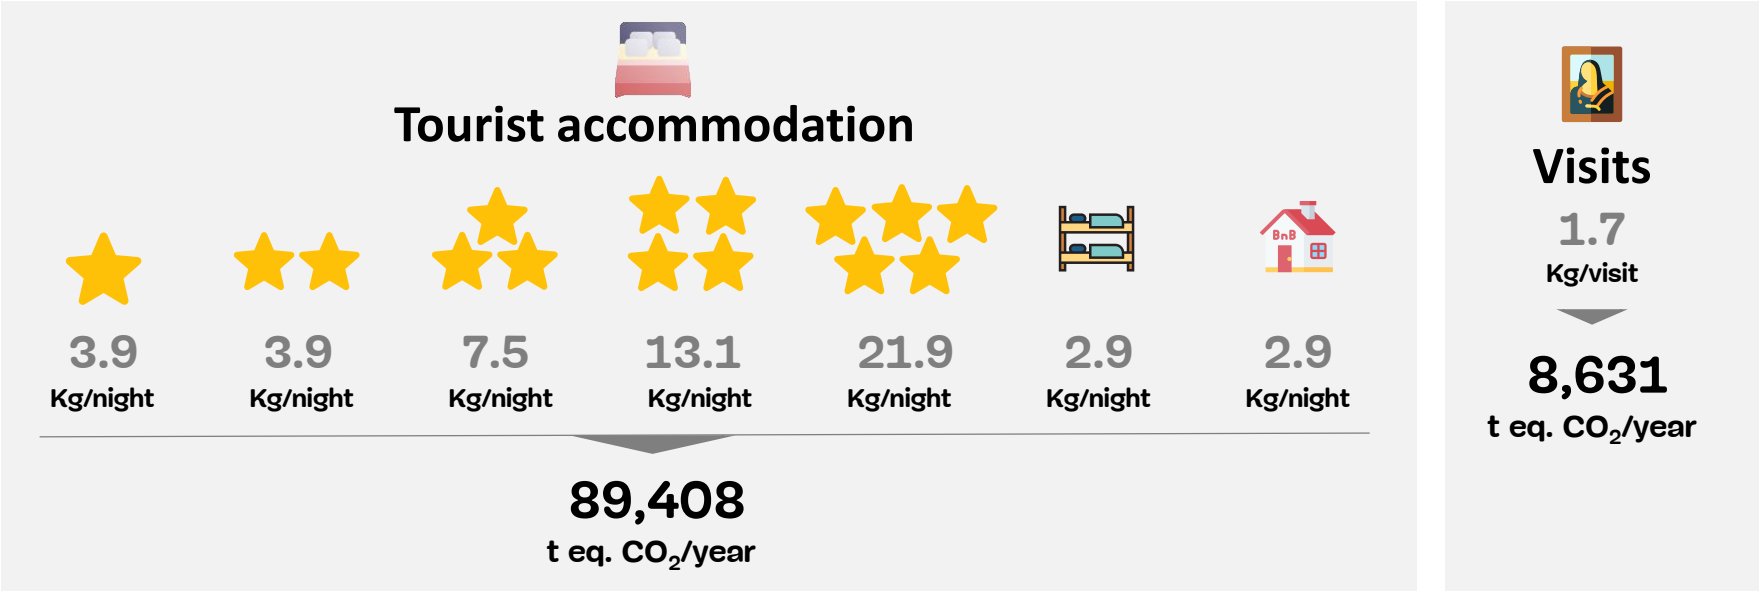 Tourist accommodation
BnB
3.9 3.9 7.5 13.1 21.9 2.9 2.9
Kg/night Kg/night Kg/night Kg/night Kg/night Kg/night Kg/night
89,408
t eq. CO₂/year
Visits
1.7
Kg/visit
8,631
t eq. CO₂/year